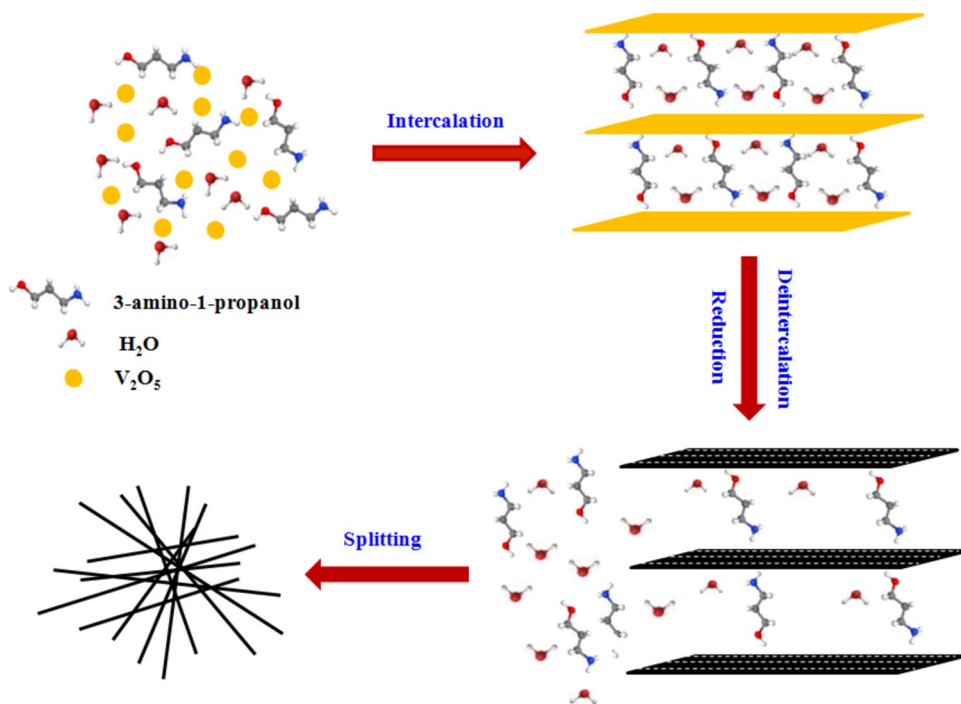 Intercalation
3-amino-1-propanol
H₂O
V₂O₅
Deintercalation
Reduction
Splitting